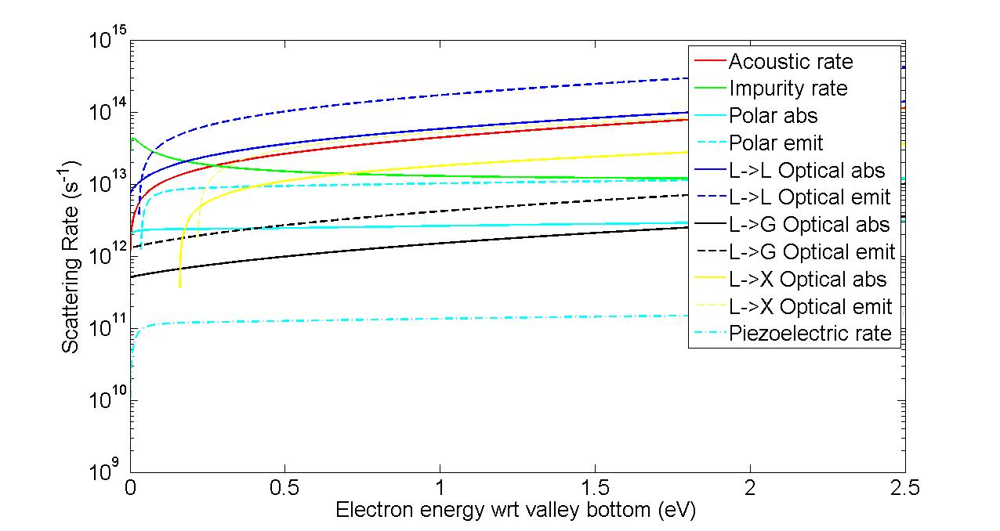 10^15
10^14
10^13
10^12
10^11
10^10
10^9
Scattering Rate (s^-1)
0 0.5 1 1.5 2 2.5
Electron energy wrt valley bottom (eV)
Acoustic rate
Impurity rate
Polar abs
Polar emit
L->L Optical abs
L->L Optical emit
L->G Optical abs
L->G Optical emit
L->X Optical abs
L->X Optical emit
Piezoelectric rate